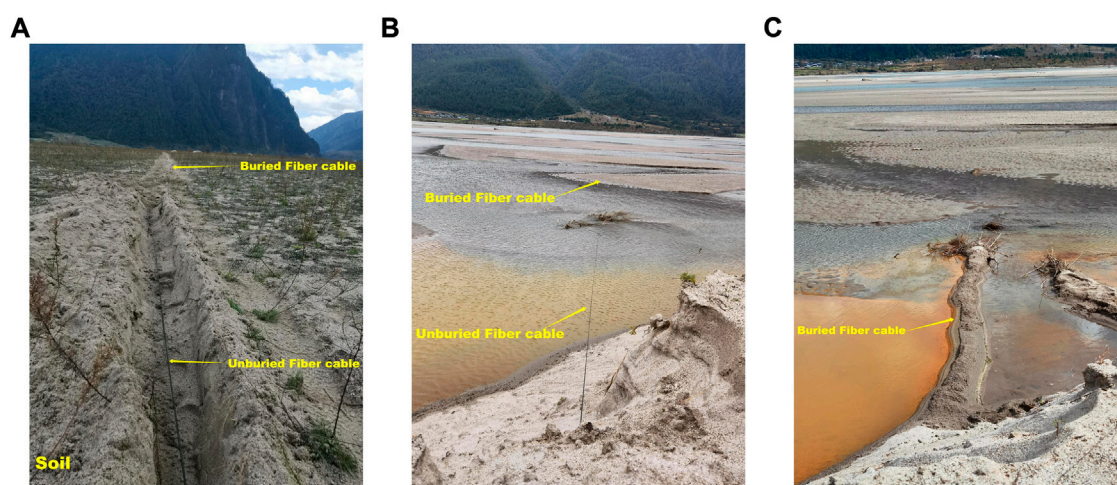 A
B
C
Buried Fiber cable
Unburied Fiber cable
Soil
Buried Fiber cable
Unburied Fiber cable
Buried Fiber cable